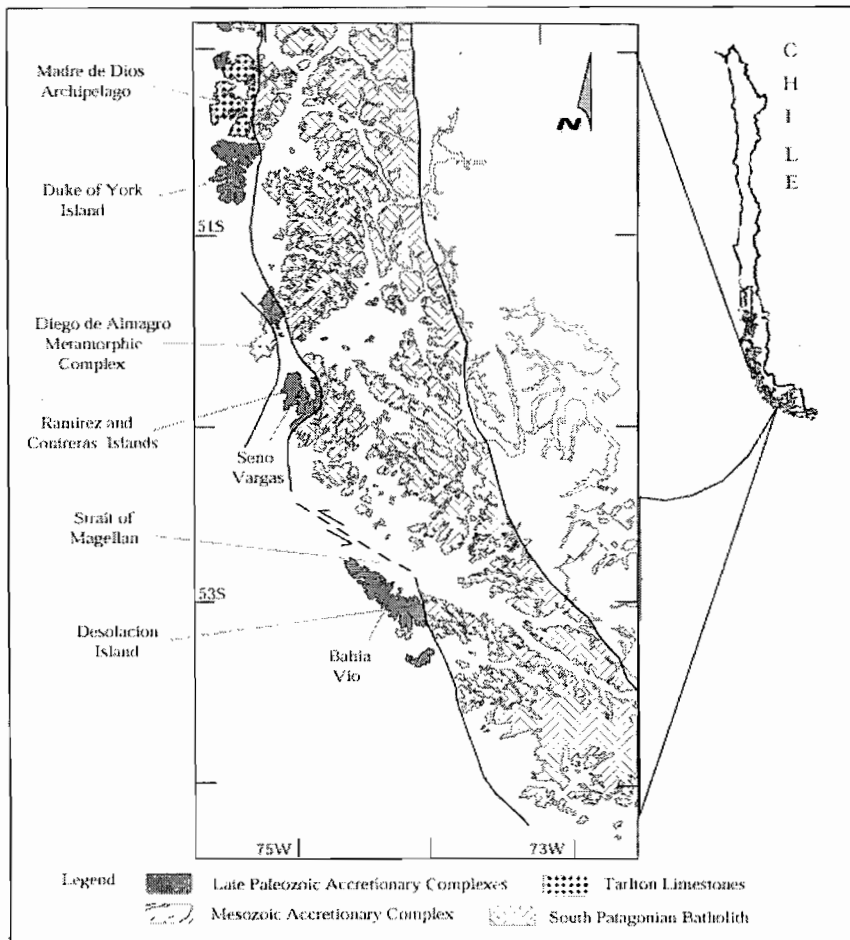 Madre de Dios
Archipelago
Duke of York
Island
51S
Diego de Almagro
Metamorphic
Complex
Ramirez and
Contreras Islands
Seno
Vargas
Strait of
Magellan
53S
Desolacion
Island
Bahia
Vio
75W
73W
N
C
H
I
L
E
Legend
Late Paleozoic Accretionary Complexes
Tarlton Limestones
Mesozoic Accretionary Complex
South Patagonian Batholith